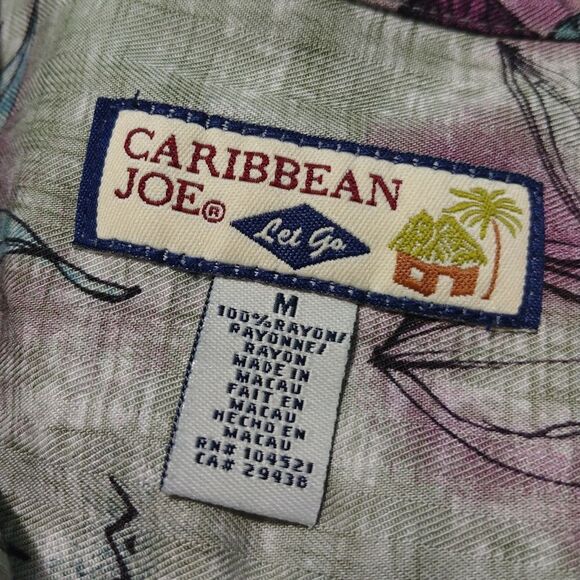 CARIBBEAN
JOE®
Let Go
M
100% RAYON/
RAYONNE/
RAYON
MADE IN
MACAU
FAIT EN
MACAU
HECHO EN
MACAU
RN# 104521
CA# 29438